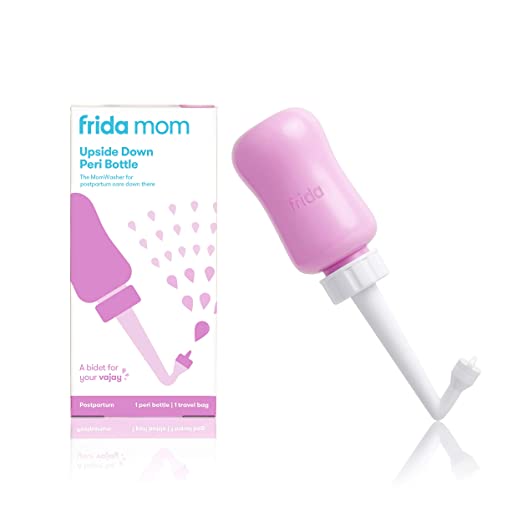 frida mom
Upside Down
Peri Bottle
The MomWasher for
postpartum care down there
A bidet for
your vajay
Postpartum
1 peri bottle | 1 travel bag
frida